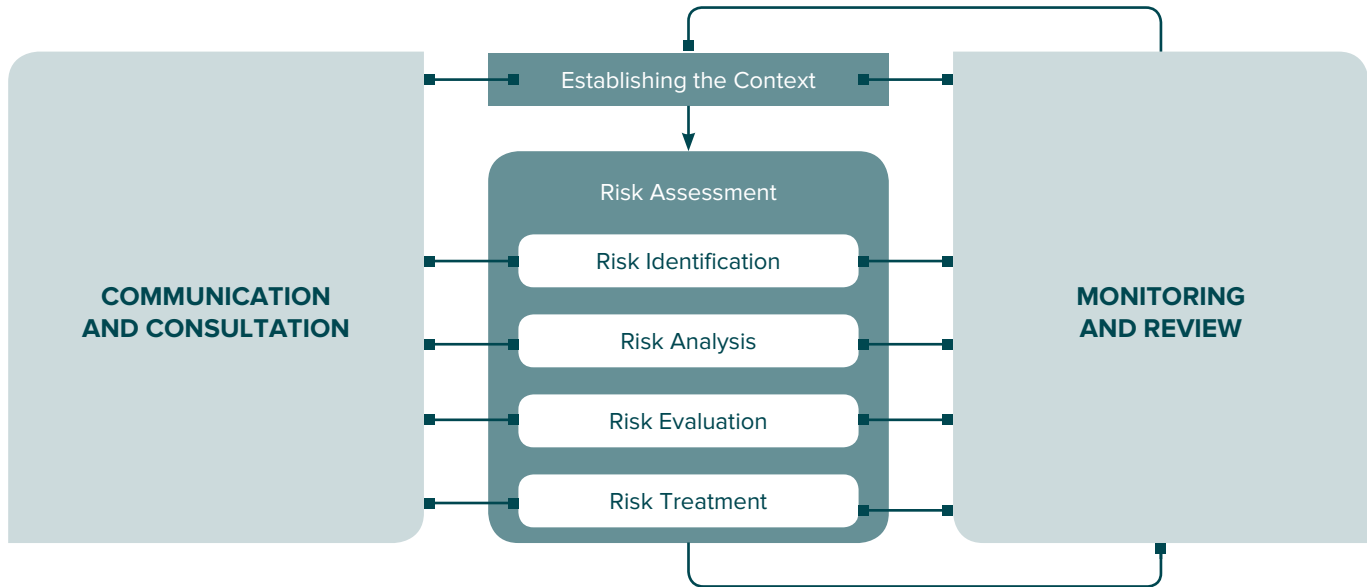 Establishing the Context
Risk Assessment
Risk Identification
Risk Analysis
Risk Evaluation
Risk Treatment
COMMUNICATION
AND CONSULTATION
MONITORING
AND REVIEW